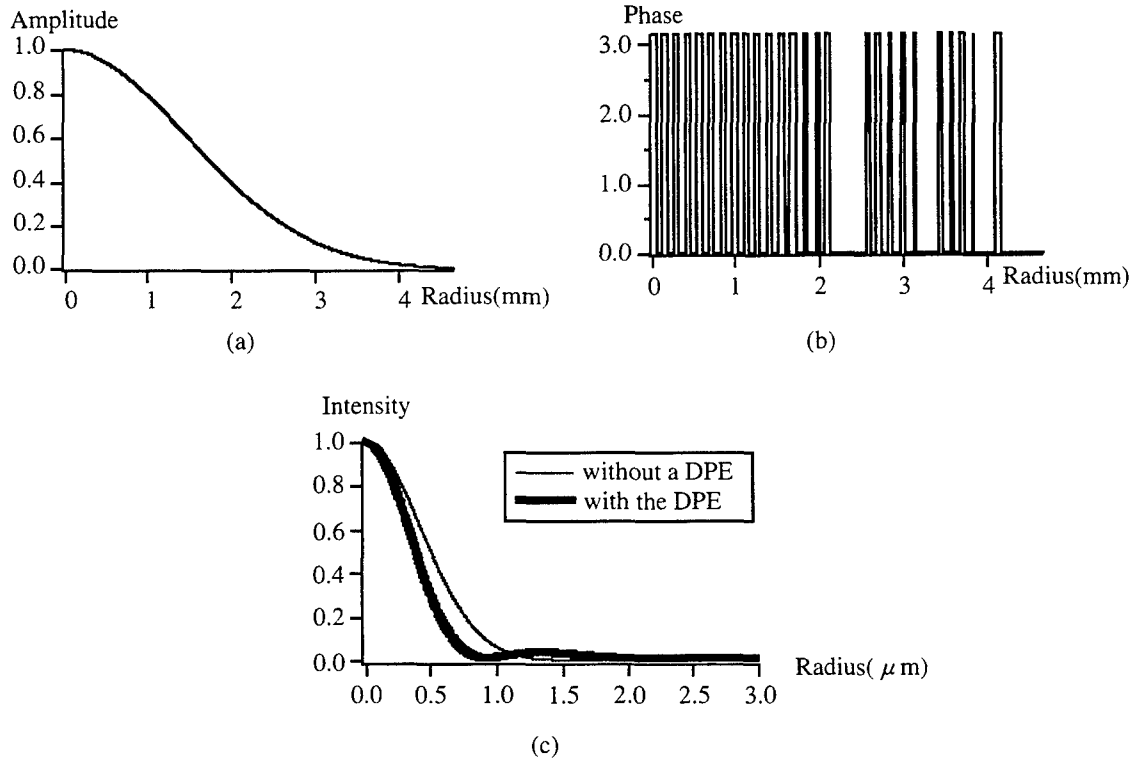 Amplitude
1.0
0.8
0.6
0.4
0.2
0.0
0 1 2 3 4 Radius(mm)
(a)
Phase
3.0
2.0
1.0
0.0
0 1 2 3 4 Radius(mm)
(b)
Intensity
1.0
0.8
0.6
0.4
0.2
0.0
without a DPE
with the DPE
0.0 0.5 1.0 1.5 2.0 2.5 3.0
Radius( μ m)
(c)